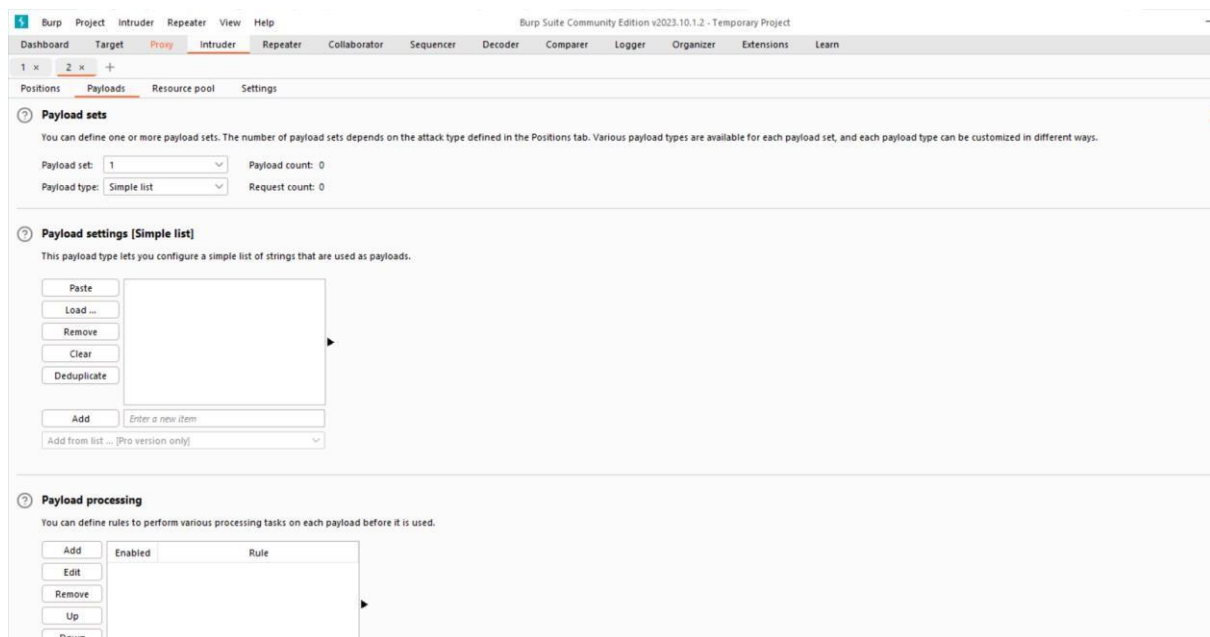 Burp Project Intruder Repeater View Help Burp Suite Community Edition v2023.10.1.2 - Temporary Project
Dashboard Target Proxy Intruder Repeater Collaborator Sequencer Decoder Comparer Logger Organizer Extensions Learn
1 × 2 × +
Positions Payloads Resource pool Settings
? Payload sets
You can define one or more payload sets. The number of payload sets depends on the attack type defined in the Positions tab. Various payload types are available for each payload set, and each payload type can be customized in different ways.
Payload set: 1 Payload count: 0
Payload type: Simple list Request count: 0
? Payload settings [Simple list]
This payload type lets you configure a simple list of strings that are used as payloads.
Paste
Load ...
Remove
Clear
Deduplicate
Add Enter a new item
Add from list ... [Pro version only]
? Payload processing
You can define rules to perform various processing tasks on each payload before it is used.
Add Enabled Rule
Edit
Remove
Up
Down